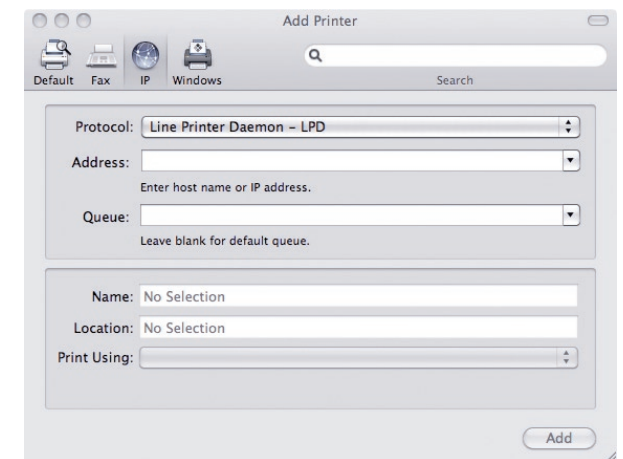 Add Printer
Default Fax IP Windows Search
Protocol: Line Printer Daemon – LPD
Address:
Enter host name or IP address.
Queue:
Leave blank for default queue.
Name: No Selection
Location: No Selection
Print Using:
Add